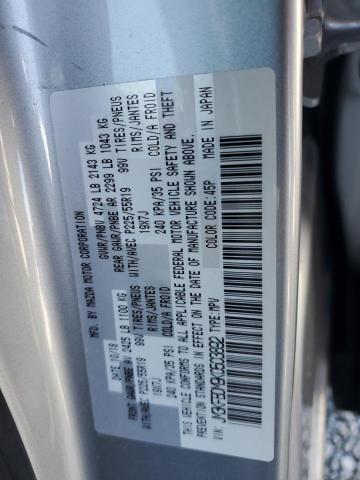 MFD. BY MAZDA MOTOR CORPORATION
10/18 GVWR/PNBV 4724 LB 2143 KG
FRONT GAWR/PNBE AV 2425 LB 1100 KG REAR GAWR/PNBE AR 2299 LB 1043 KG
WITH/AVEC P225/55R19 99V TIRES/PNEUS WITH/AVEC P225/55R19 99V TIRES/PNEUS
19X7J RIMS/JANTES 19X7J RIMS/JANTES
240 KPA/35 PSI COLD/A FROID 240 KPA/35 PSI COLD/A FROID
THIS VEHICLE CONFORMS TO ALL APPLICABLE FEDERAL MOTOR VEHICLE SAFETY AND THEFT
PREVENTION STANDARDS IN EFFECT ON THE DATE OF MANUFACTURE SHOWN ABOVE.
MADE IN JAPAN
COLOR CODE:45P
TYPE:MPV